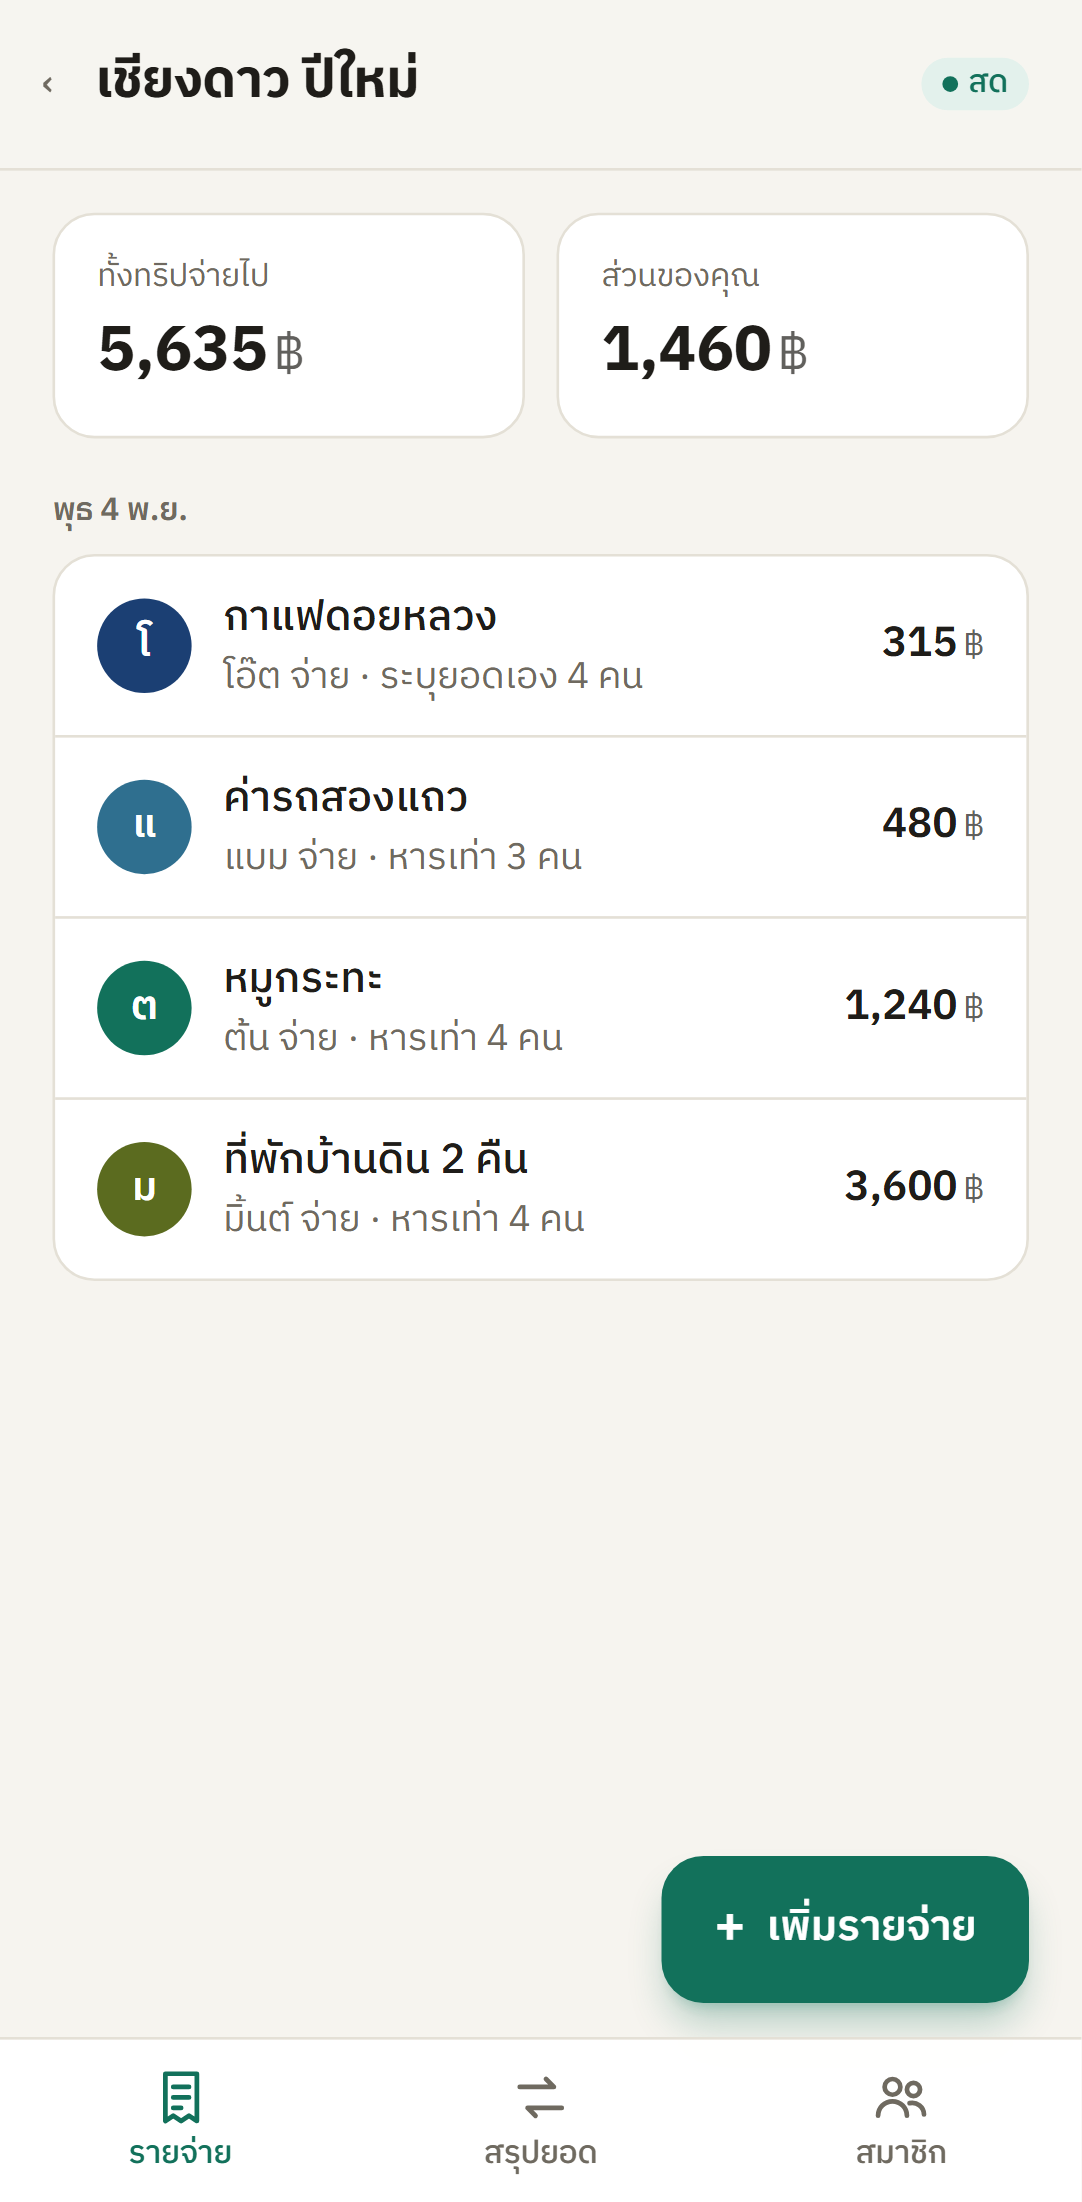 ‹ เชียงดาว ปีใหม่
สด
ทั้งทริปจ่ายไป
5,635 ฿
ส่วนของคุณ
1,460 ฿
พุธ 4 พ.ย.
โ
กาแฟดอยหลวง
โอ๊ต จ่าย · ระบุยอดเอง 4 คน
315 ฿
แ
ค่ารถสองแถว
แบม จ่าย · หารเท่า 3 คน
480 ฿
ต
หมูกระทะ
ต้น จ่าย · หารเท่า 4 คน
1,240 ฿
ม
ที่พักบ้านดิน 2 คืน
มิ้นต์ จ่าย · หารเท่า 4 คน
3,600 ฿
+ เพิ่มรายจ่าย
รายจ่าย
สรุปยอด
สมาชิก